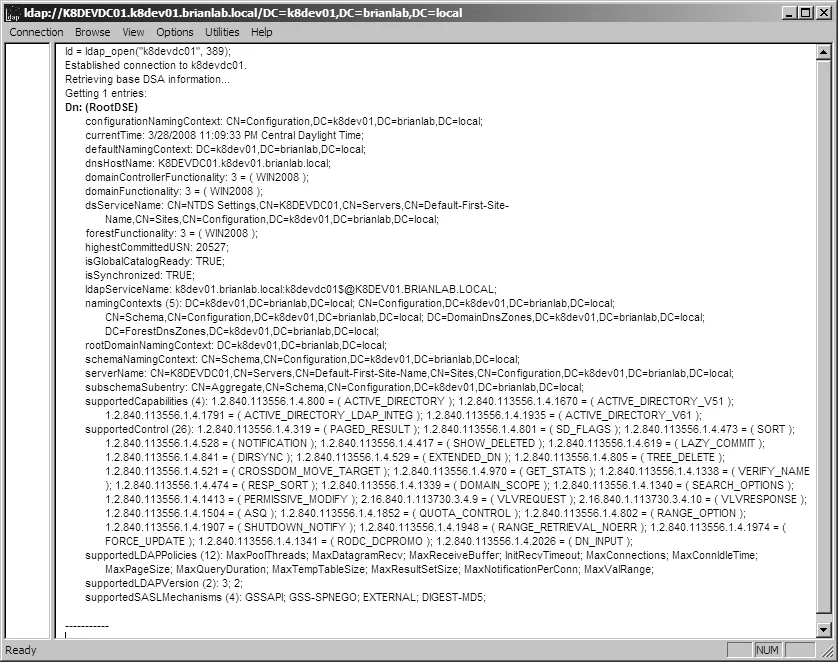 ldap://K8DEVDC01.k8dev01.brianlab.local/DC=k8dev01,DC=brianlab,DC=local
Connection Browse View Options Utilities Help
ld = ldap_open("k8devdc01", 389);
Established connection to k8devdc01.
Retrieving base DSA information...
Getting 1 entries:
Dn: (RootDSE)
configurationNamingContext: CN=Configuration,DC=k8dev01,DC=brianlab,DC=local;
currentTime: 3/28/2008 11:09:33 PM Central Daylight Time;
defaultNamingContext: DC=k8dev01,DC=brianlab,DC=local;
dnsHostName: K8DEVDC01.k8dev01.brianlab.local;
domainControllerFunctionality: 3 = ( WIN2008 );
domainFunctionality: 3 = ( WIN2008 );
dsServiceName: CN=NTDS Settings,CN=K8DEVDC01,CN=Servers,CN=Default-First-Site-
Name,CN=Sites,CN=Configuration,DC=k8dev01,DC=brianlab,DC=local;
forestFunctionality: 3 = ( WIN2008 );
highestCommittedUSN: 20527;
isGlobalCatalogReady: TRUE;
isSynchronized: TRUE;
ldapServiceName: k8dev01.brianlab.local:k8devdc01$@K8DEV01.BRIANLAB.LOCAL;
namingContexts (5): DC=k8dev01,DC=brianlab,DC=local; CN=Configuration,DC=k8dev01,DC=brianlab,DC=local;
CN=Schema,CN=Configuration,DC=k8dev01,DC=brianlab,DC=local; DC=DomainDnsZones,DC=k8dev01,DC=brianlab,DC=local;
DC=ForestDnsZones,DC=k8dev01,DC=brianlab,DC=local;
rootDomainNamingContext: DC=k8dev01,DC=brianlab,DC=local;
schemaNamingContext: CN=Schema,CN=Configuration,DC=k8dev01,DC=brianlab,DC=local;
serverName: CN=K8DEVDC01,CN=Servers,CN=Default-First-Site-Name,CN=Sites,CN=Configuration,DC=k8dev01,DC=brianlab,DC=local;
subschemaSubentry: CN=Aggregate,CN=Schema,CN=Configuration,DC=k8dev01,DC=brianlab,DC=local;
supportedCapabilities (4): 1.2.840.113556.1.4.800 = ( ACTIVE_DIRECTORY ); 1.2.840.113556.1.4.1670 = ( ACTIVE_DIRECTORY_V51 );
1.2.840.113556.1.4.1791 = ( ACTIVE_DIRECTORY_LDAP_INTEG ); 1.2.840.113556.1.4.1935 = ( ACTIVE_DIRECTORY_V61 );
supportedControl (26): 1.2.840.113556.1.4.319 = ( PAGED_RESULT ); 1.2.840.113556.1.4.801 = ( SD_FLAGS ); 1.2.840.113556.1.4.473 = ( SORT );
1.2.840.113556.1.4.528 = ( NOTIFICATION ); 1.2.840.113556.1.4.417 = ( SHOW_DELETED ); 1.2.840.113556.1.4.619 = ( LAZY_COMMIT );
1.2.840.113556.1.4.841 = ( DIRSYNC ); 1.2.840.113556.1.4.529 = ( EXTENDED_DN ); 1.2.840.113556.1.4.805 = ( TREE_DELETE );
1.2.840.113556.1.4.521 = ( CROSSDOM_MOVE_TARGET ); 1.2.840.113556.1.4.970 = ( GET_STATS ); 1.2.840.113556.1.4.1338 = ( VERIFY_NAME
); 1.2.840.113556.1.4.474 = ( RESP_SORT ); 1.2.840.113556.1.4.1339 = ( DOMAIN_SCOPE ); 1.2.840.113556.1.4.1340 = ( SEARCH_OPTIONS );
1.2.840.113556.1.4.1413 = ( PERMISSIVE_MODIFY ); 2.16.840.1.113730.3.4.9 = ( VLVREQUEST ); 2.16.840.1.113730.3.4.10 = ( VLVRESPONSE );
1.2.840.113556.1.4.1504 = ( ASQ ); 1.2.840.113556.1.4.1852 = ( QUOTA_CONTROL ); 1.2.840.113556.1.4.802 = ( RANGE_OPTION );
1.2.840.113556.1.4.1907 = ( SHUTDOWN_NOTIFY ); 1.2.840.113556.1.4.1948 = ( RANGE_RETRIEVAL_NOERR ); 1.2.840.113556.1.4.1974 = (
FORCE_UPDATE ); 1.2.840.113556.1.4.1341 = ( RODC_DCPROMO ); 1.2.840.113556.1.4.2026 = ( DN_INPUT );
supportedLDAPPolicies (12): MaxPoolThreads; MaxDatagramRecv; MaxReceiveBuffer; InitRecvTimeout; MaxConnections; MaxConnIdleTime;
MaxPageSize; MaxQueryDuration; MaxTempTableSize; MaxResultSetSize; MaxNotificationPerConn; MaxValRange;
supportedLDAPVersion (2): 3; 2;
supportedSASLMechanisms (4): GSSAPI; GSS-SPNEGO; EXTERNAL; DIGEST-MD5;
-----------
Ready NUM